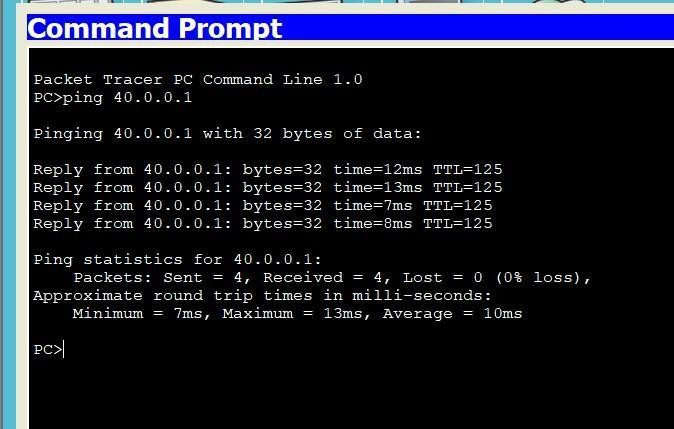 Command Prompt
Packet Tracer PC Command Line 1.0
PC>ping 40.0.0.1
Pinging 40.0.0.1 with 32 bytes of data:
Reply from 40.0.0.1: bytes=32 time=12ms TTL=125
Reply from 40.0.0.1: bytes=32 time=13ms TTL=125
Reply from 40.0.0.1: bytes=32 time=7ms TTL=125
Reply from 40.0.0.1: bytes=32 time=8ms TTL=125
Ping statistics for 40.0.0.1:
    Packets: Sent = 4, Received = 4, Lost = 0 (0% loss),
Approximate round trip times in milli-seconds:
    Minimum = 7ms, Maximum = 13ms, Average = 10ms
PC>